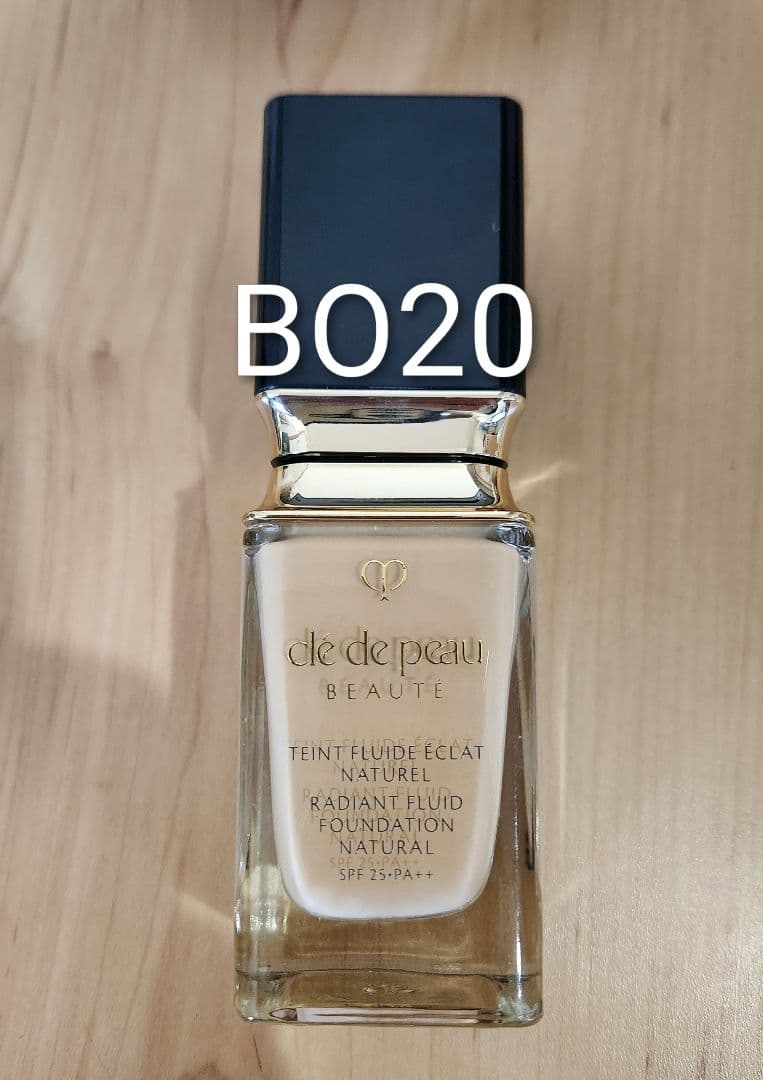 BO20
clé de peau
BEAUTÉ
TEINT FLUIDE ÉCLAT
NATUREL
RADIANT FLUID
FOUNDATION
NATURAL
SPF 25•PA++